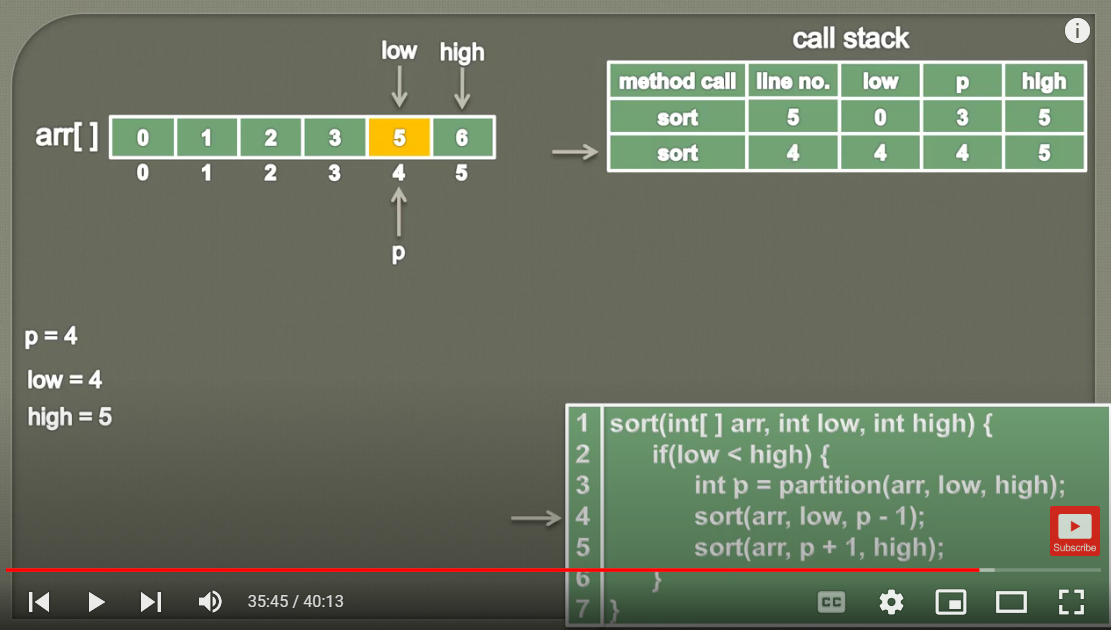 call stack
low high
method call line no. low p high
arr[ ] 0 1 2 3 5 6
sort 5 0 3 5
sort 4 4 4 5
0 1 2 3 4 5
p
p = 4
low = 4
high = 5
1 sort(int[ ] arr, int low, int high) {
2 if(low < high) {
3 int p = partition(arr, low, high);
4 sort(arr, low, p - 1);
5 sort(arr, p + 1, high);
6 }
7 }
Subscribe
35:45 / 40:13
CC
i